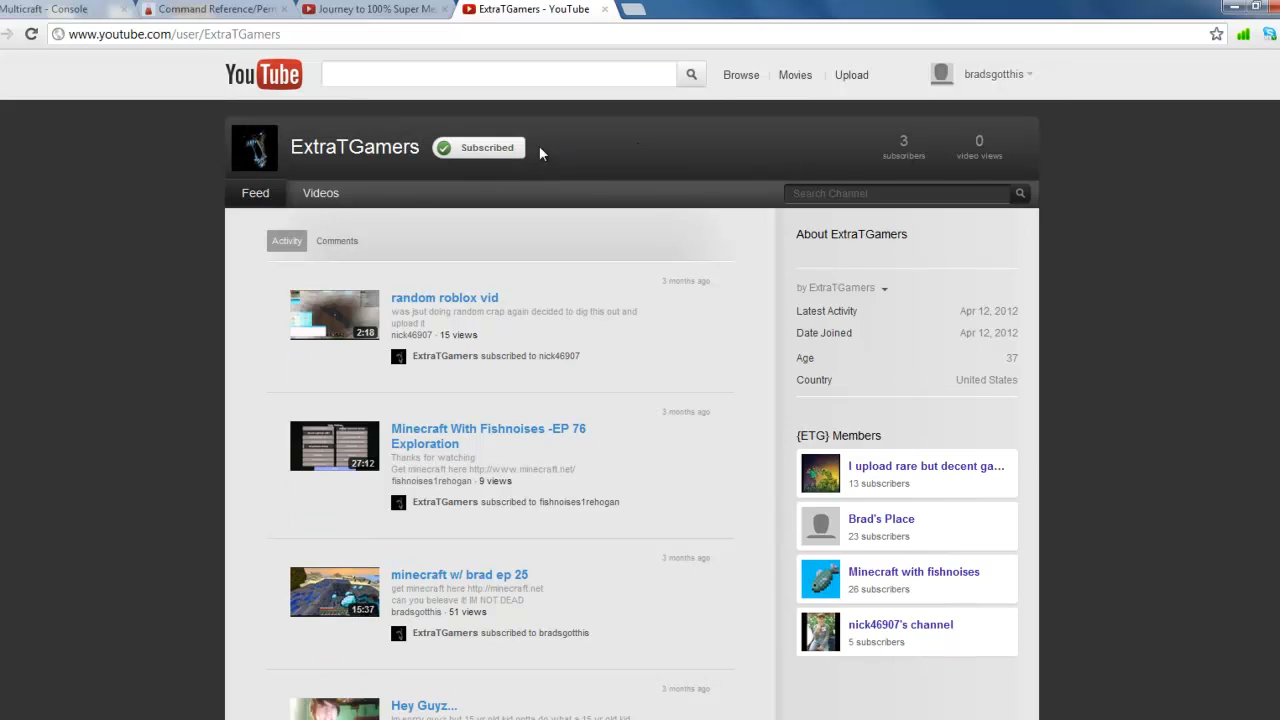 Multicraft - Console
Command Reference/Perm
Journey to 100% Super Me
ExtraTGamers - YouTube
www.youtube.com/user/ExtraTGamers
YouTube
Browse
Movies
Upload
bradsgotthis
ExtraTGamers
Subscribed
3
subscribers
0
video views
Feed
Videos
Search Channel
Activity
Comments
3 months ago
random roblox vid
was jsut doing random crap again decided to dig this out and
upload it
nick46907 · 15 views
2:18
ExtraTGamers subscribed to nick46907
3 months ago
Minecraft With Fishnoises -EP 76
Exploration
Thanks for watching
Get minecraft here http://www.minecraft.net/
fishnoises1rehogan · 9 views
27:12
ExtraTGamers subscribed to fishnoises1rehogan
3 months ago
minecraft w/ brad ep 25
get minecraft here http://minecraft.net
can you beleave it! IM NOT DEAD
bradsgotthis · 51 views
15:37
ExtraTGamers subscribed to bradsgotthis
3 months ago
Hey Guyz...
About ExtraTGamers
by ExtraTGamers
Latest Activity Apr 12, 2012
Date Joined Apr 12, 2012
Age 37
Country United States
{ETG} Members
I upload rare but decent ga...
13 subscribers
Brad's Place
23 subscribers
Minecraft with fishnoises
26 subscribers
nick46907's channel
5 subscribers